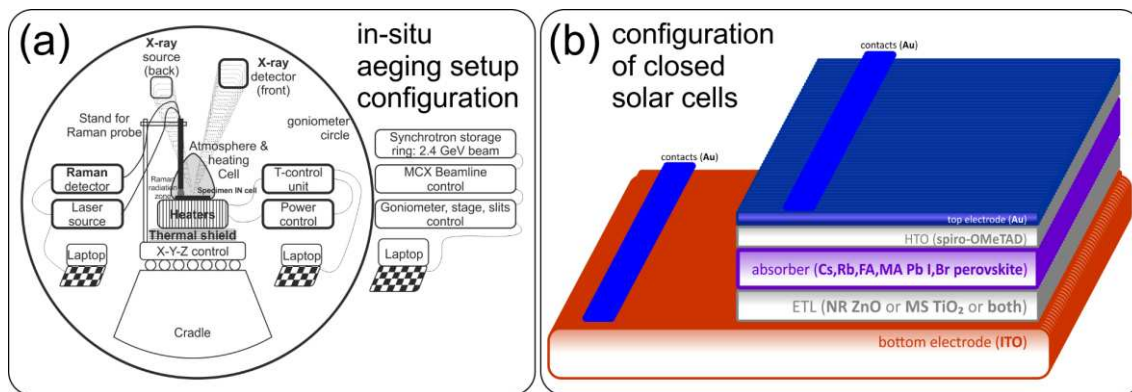 (a)
in-situ
aeging setup
configuration
X-ray
source
(back)
X-ray
detector
(front)
Stand for
Raman probe
goniometer
circle
Atmosphere &
heating
Cell
Raman
detector
Raman
radiation
zone
Specimen IN cell
T-control
unit
Laser
source
Heaters
Power
control
Thermal shield
X-Y-Z control
Laptop
Laptop
Cradle
Synchrotron storage
ring: 2.4 GeV beam
MCX Beamline
control
Goniometer, stage, slits
control
Laptop
(b)
configuration
of closed
solar cells
contacts (Au)
contacts (Au)
top electrode (Au)
HTO (spiro-OMeTAD)
absorber (Cs,Rb,FA,MA Pb I,Br perovskite)
ETL (NR ZnO or MS TiO₂ or both)
bottom electrode (ITO)